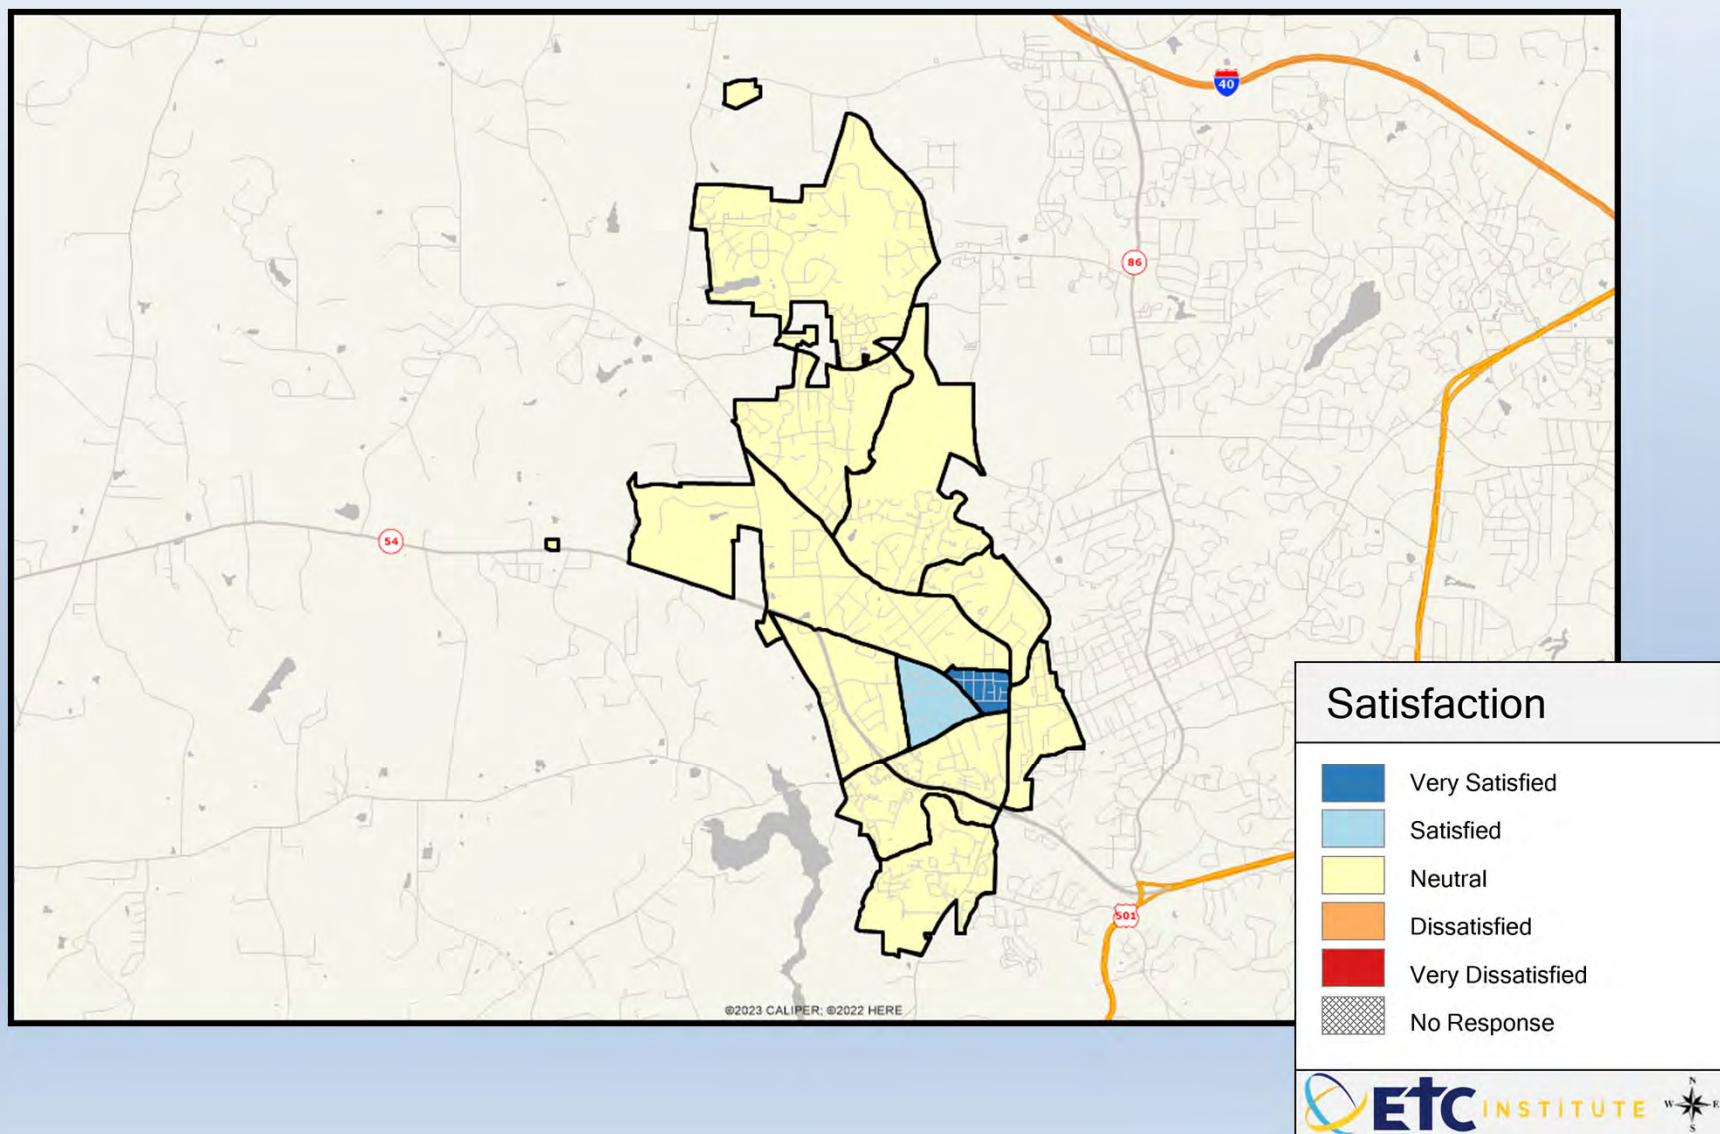 40
86
54
501
©2023 CALIPER; ©2022 HERE
Satisfaction
Very Satisfied
Satisfied
Neutral
Dissatisfied
Very Dissatisfied
No Response
ETC INSTITUTE
N
W E
S